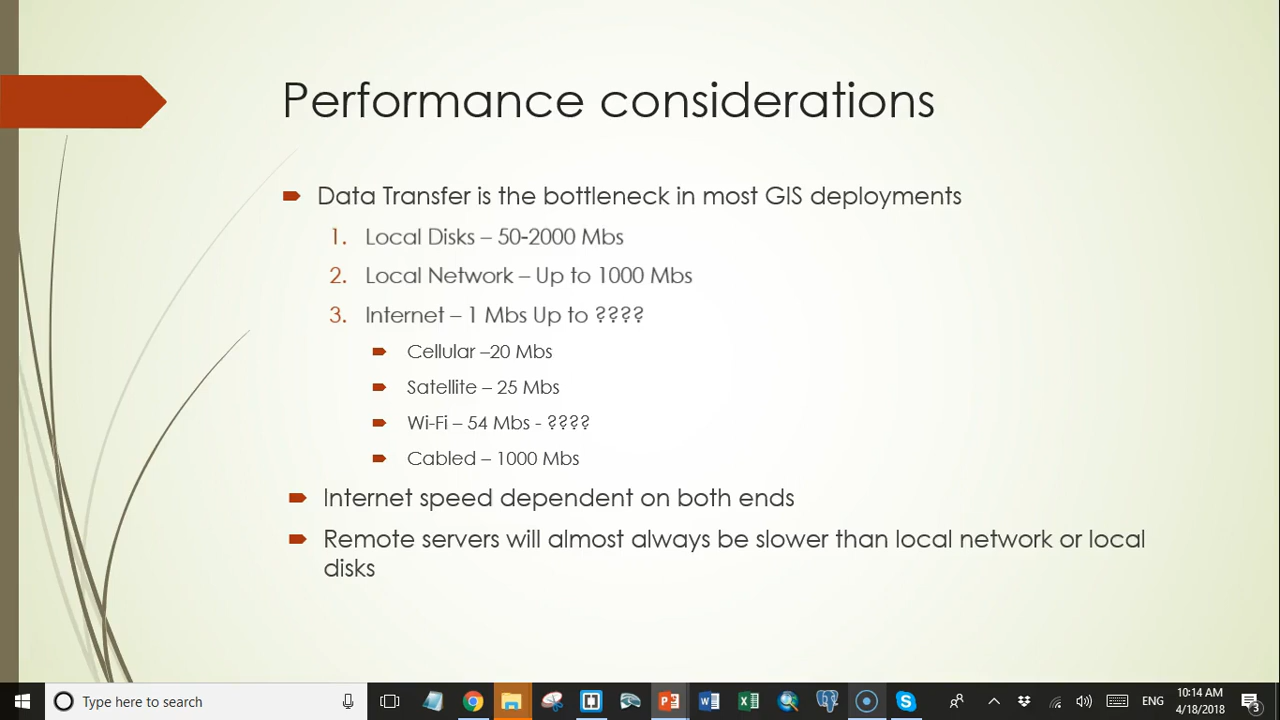 Performance considerations
Data Transfer is the bottleneck in most GIS deployments
1. Local Disks – 50-2000 Mbs
2. Local Network – Up to 1000 Mbs
3. Internet – 1 Mbs Up to ????
Cellular –20 Mbs
Satellite – 25 Mbs
Wi-Fi – 54 Mbs - ????
Cabled – 1000 Mbs
Internet speed dependent on both ends
Remote servers will almost always be slower than local network or local
disks
Type here to search
ENG
10:14 AM
4/18/2018
3